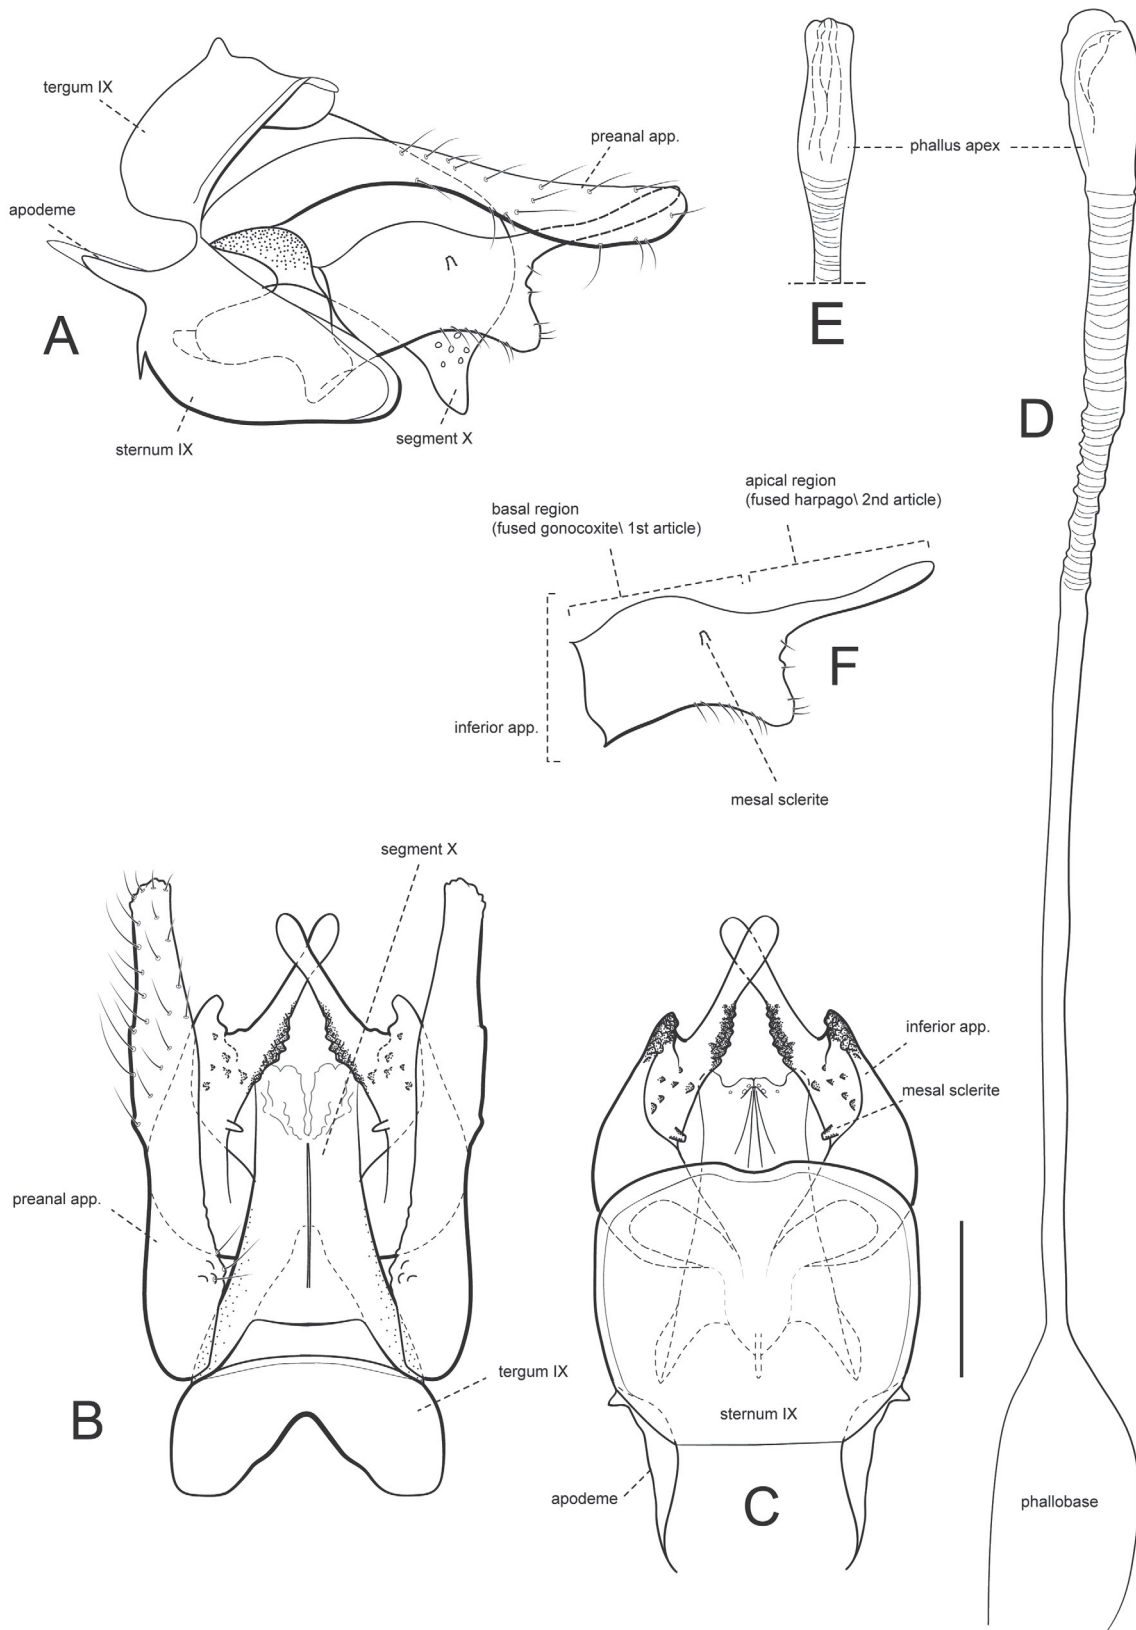 tergum IX
preanal app.
phallus apex
apodeme
A
E
sternum IX
segment X
D
apical region
(fused harpago\ 2nd article)
basal region
(fused gonocoxite\ 1st article)
F
inferior app.
mesal sclerite
segment X
inferior app.
mesal sclerite
preanal app.
tergum IX
B
sternum IX
apodeme
C
phallobase